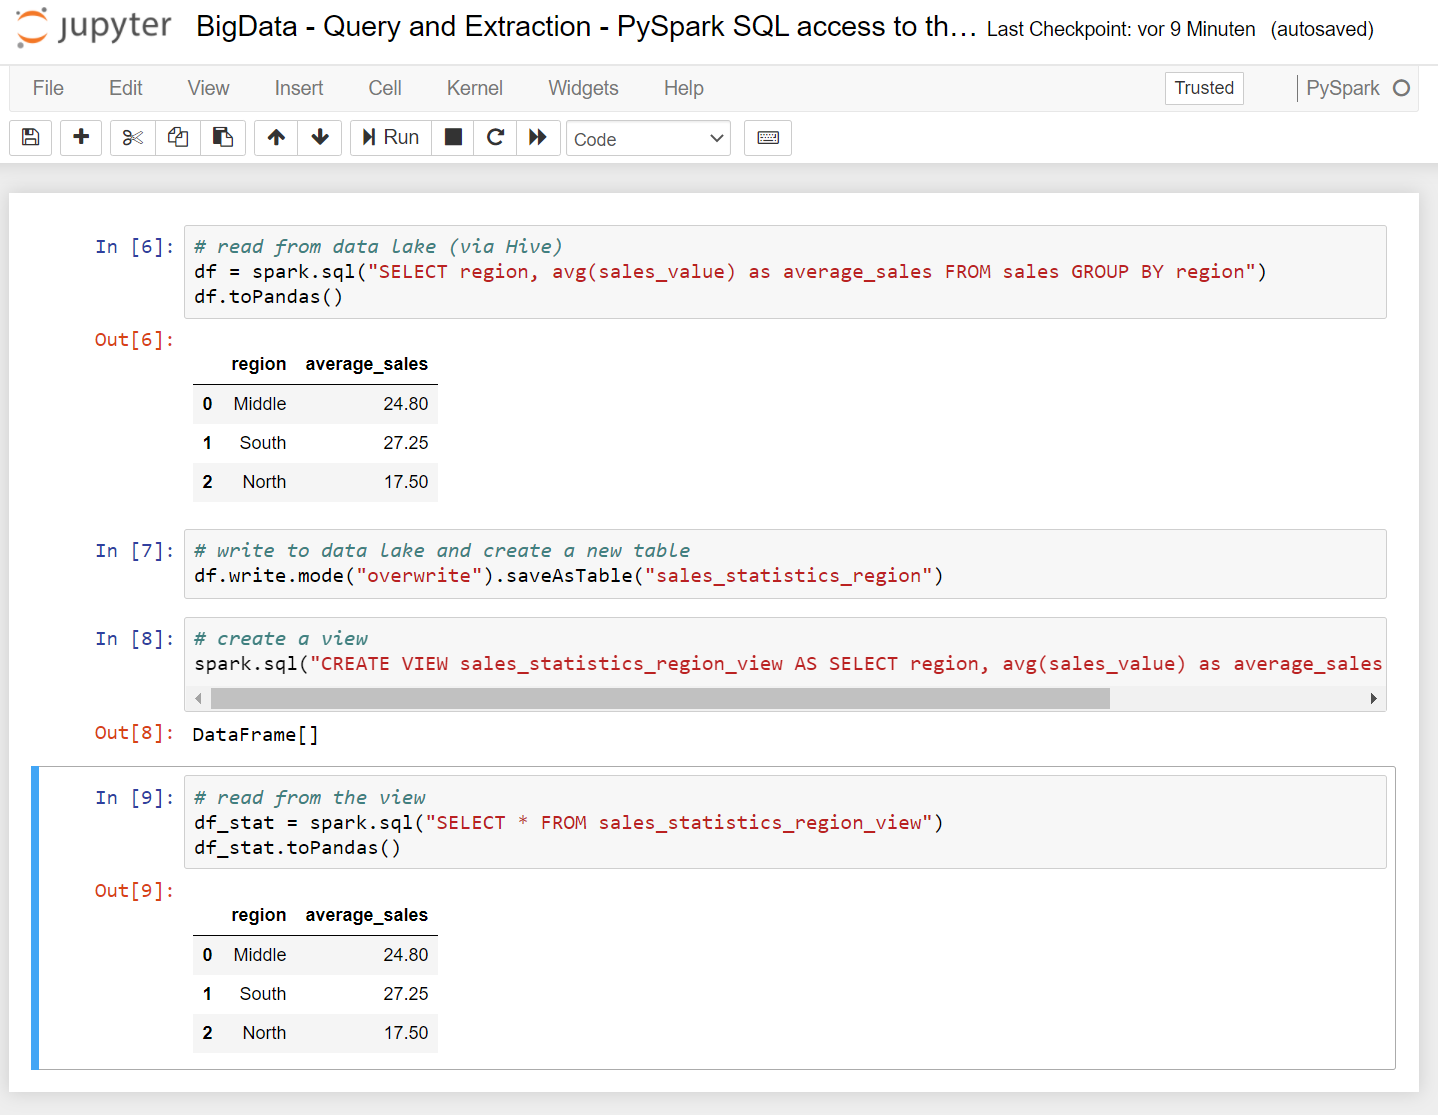 jupyter BigData - Query and Extraction - PySpark SQL access to th… Last Checkpoint: vor 9 Minuten (autosaved)
File Edit View Insert Cell Kernel Widgets Help Trusted PySpark
Run Code
In [6]: # read from data lake (via Hive)
df = spark.sql("SELECT region, avg(sales_value) as average_sales FROM sales GROUP BY region")
df.toPandas()
Out[6]:
region average_sales
0 Middle 24.80
1 South 27.25
2 North 17.50
In [7]: # write to data lake and create a new table
df.write.mode("overwrite").saveAsTable("sales_statistics_region")
In [8]: # create a view
spark.sql("CREATE VIEW sales_statistics_region_view AS SELECT region, avg(sales_value) as average_sales
Out[8]: DataFrame[]
In [9]: # read from the view
df_stat = spark.sql("SELECT * FROM sales_statistics_region_view")
df_stat.toPandas()
Out[9]:
region average_sales
0 Middle 24.80
1 South 27.25
2 North 17.50